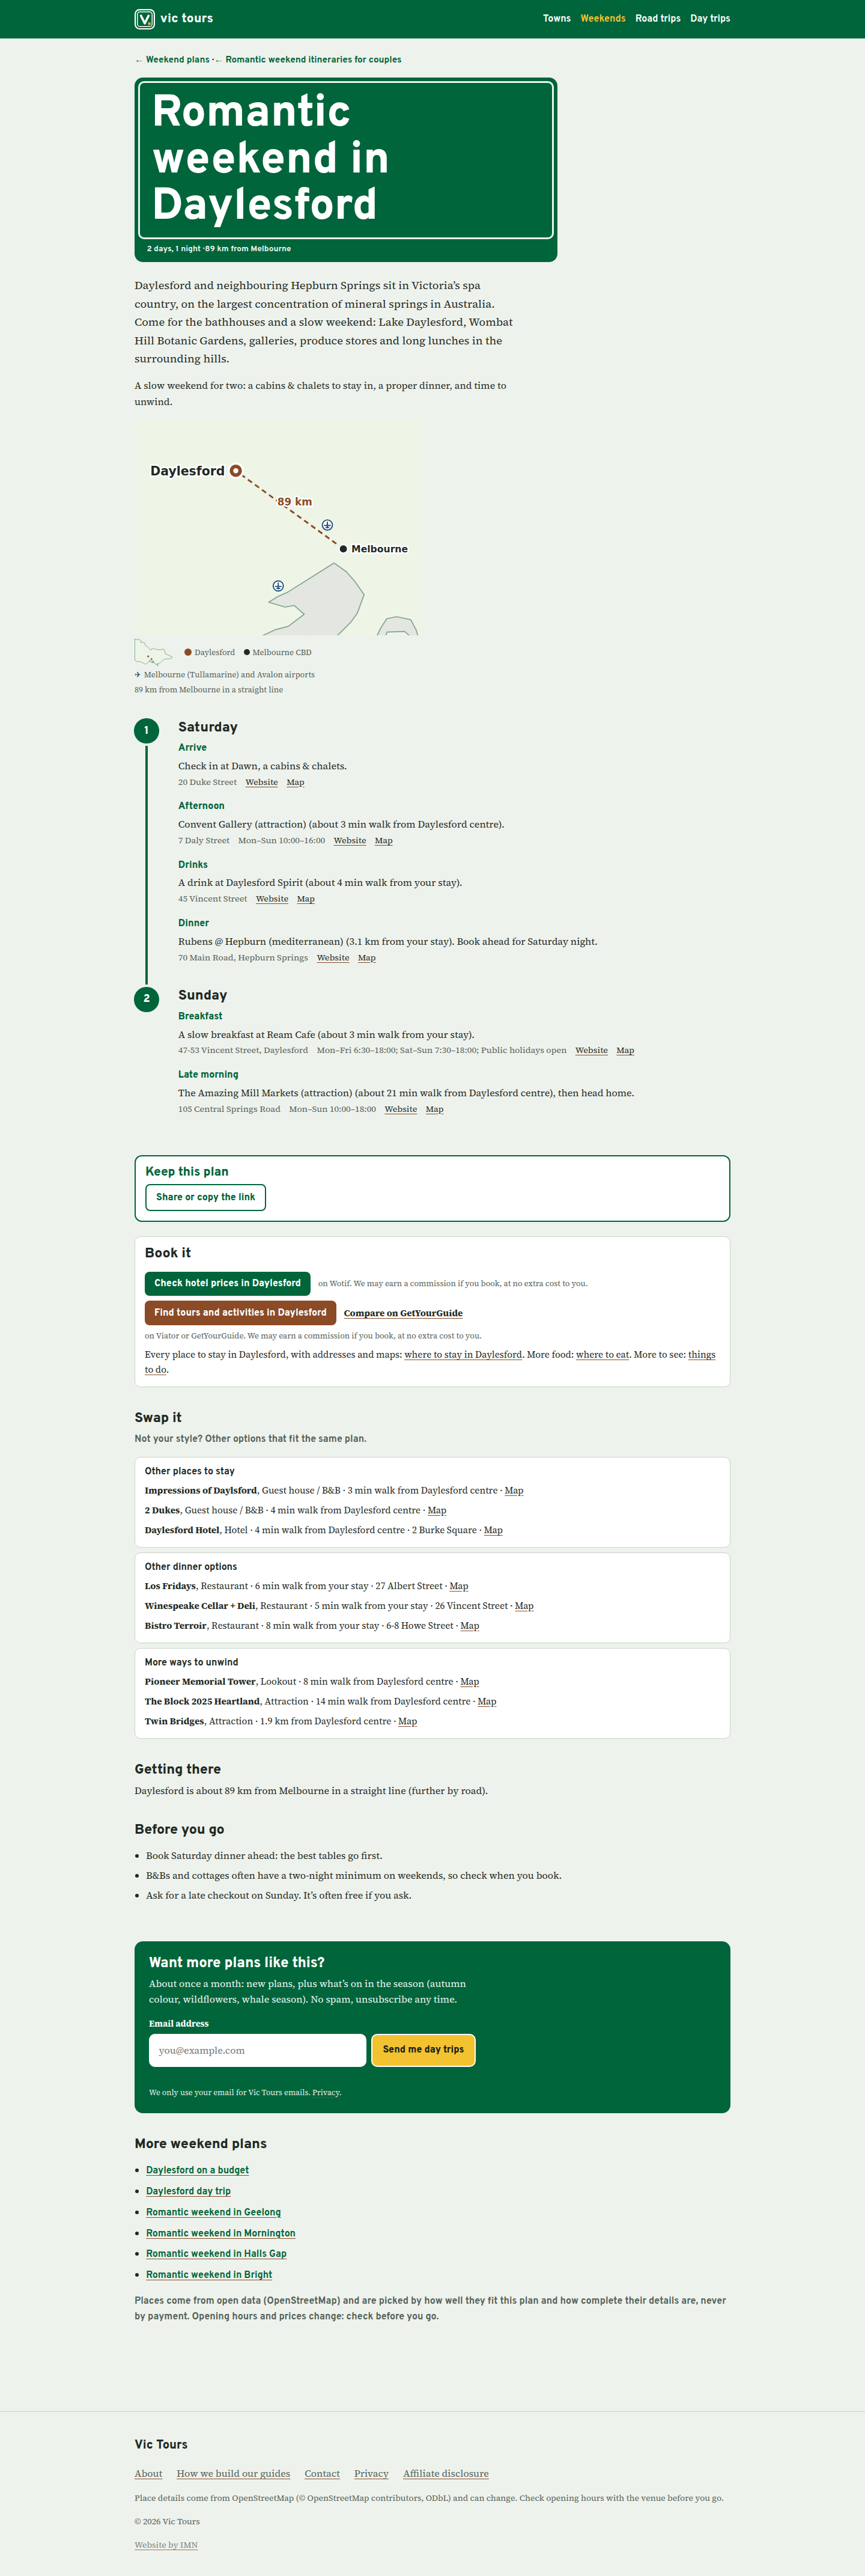 vic tours
Towns Weekends Road trips Day trips
← Weekend plans · ← Romantic weekend itineraries for couples
Romantic
weekend in
Daylesford
2 days, 1 night · 89 km from Melbourne
Daylesford and neighbouring Hepburn Springs sit in Victoria's spa
country, on the largest concentration of mineral springs in Australia.
Come for the bathhouses and a slow weekend: Lake Daylesford, Wombat
Hill Botanic Gardens, galleries, produce stores and long lunches in the
surrounding hills.
A slow weekend for two: a cabins & chalets to stay in, a proper dinner, and time to
unwind.
Daylesford
89 km
Melbourne
Daylesford Melbourne CBD
✈ Melbourne (Tullamarine) and Avalon airports
89 km from Melbourne in a straight line
1 Saturday
Arrive
Check in at Dawn, a cabins & chalets.
20 Duke Street Website Map
Afternoon
Convent Gallery (attraction) (about 3 min walk from Daylesford centre).
7 Daly Street Mon–Sun 10:00–16:00 Website Map
Drinks
A drink at Daylesford Spirit (about 4 min walk from your stay).
45 Vincent Street Website Map
Dinner
Rubens @ Hepburn (mediterranean) (3.1 km from your stay). Book ahead for Saturday night.
70 Main Road, Hepburn Springs Website Map
2 Sunday
Breakfast
A slow breakfast at Ream Cafe (about 3 min walk from your stay).
47-53 Vincent Street, Daylesford Mon–Fri 6:30–18:00; Sat–Sun 7:30–18:00; Public holidays open Website Map
Late morning
The Amazing Mill Markets (attraction) (about 21 min walk from Daylesford centre), then head home.
105 Central Springs Road Mon–Sun 10:00–18:00 Website Map
Keep this plan
Share or copy the link
Book it
Check hotel prices in Daylesford on Wotif. We may earn a commission if you book, at no extra cost to you.
Find tours and activities in Daylesford Compare on GetYourGuide
on Viator or GetYourGuide. We may earn a commission if you book, at no extra cost to you.
Every place to stay in Daylesford, with addresses and maps: where to stay in Daylesford. More food: where to eat. More to see: things
to do.
Swap it
Not your style? Other options that fit the same plan.
Other places to stay
Impressions of Daylsford, Guest house / B&B · 3 min walk from Daylesford centre · Map
2 Dukes, Guest house / B&B · 4 min walk from Daylesford centre · Map
Daylesford Hotel, Hotel · 4 min walk from Daylesford centre · 2 Burke Square · Map
Other dinner options
Los Fridays, Restaurant · 6 min walk from your stay · 27 Albert Street · Map
Winespeake Cellar + Deli, Restaurant · 5 min walk from your stay · 26 Vincent Street · Map
Bistro Terroir, Restaurant · 8 min walk from your stay · 6-8 Howe Street · Map
More ways to unwind
Pioneer Memorial Tower, Lookout · 8 min walk from Daylesford centre · Map
The Block 2025 Heartland, Attraction · 14 min walk from Daylesford centre · Map
Twin Bridges, Attraction · 1.9 km from Daylesford centre · Map
Getting there
Daylesford is about 89 km from Melbourne in a straight line (further by road).
Before you go
• Book Saturday dinner ahead: the best tables go first.
• B&Bs and cottages often have a two-night minimum on weekends, so check when you book.
• Ask for a late checkout on Sunday. It's often free if you ask.
Want more plans like this?
About once a month: new plans, plus what's on in the season (autumn
colour, wildflowers, whale season). No spam, unsubscribe any time.
Email address
you@example.com Send me day trips
We only use your email for Vic Tours emails. Privacy.
More weekend plans
• Daylesford on a budget
• Daylesford day trip
• Romantic weekend in Geelong
• Romantic weekend in Mornington
• Romantic weekend in Halls Gap
• Romantic weekend in Bright
Places come from open data (OpenStreetMap) and are picked by how well they fit this plan and how complete their details are, never
by payment. Opening hours and prices change: check before you go.
Vic Tours
About How we build our guides Contact Privacy Affiliate disclosure
Place details come from OpenStreetMap (© OpenStreetMap contributors, ODbL) and can change. Check opening hours with the venue before you go.
© 2026 Vic Tours
Website by IMN